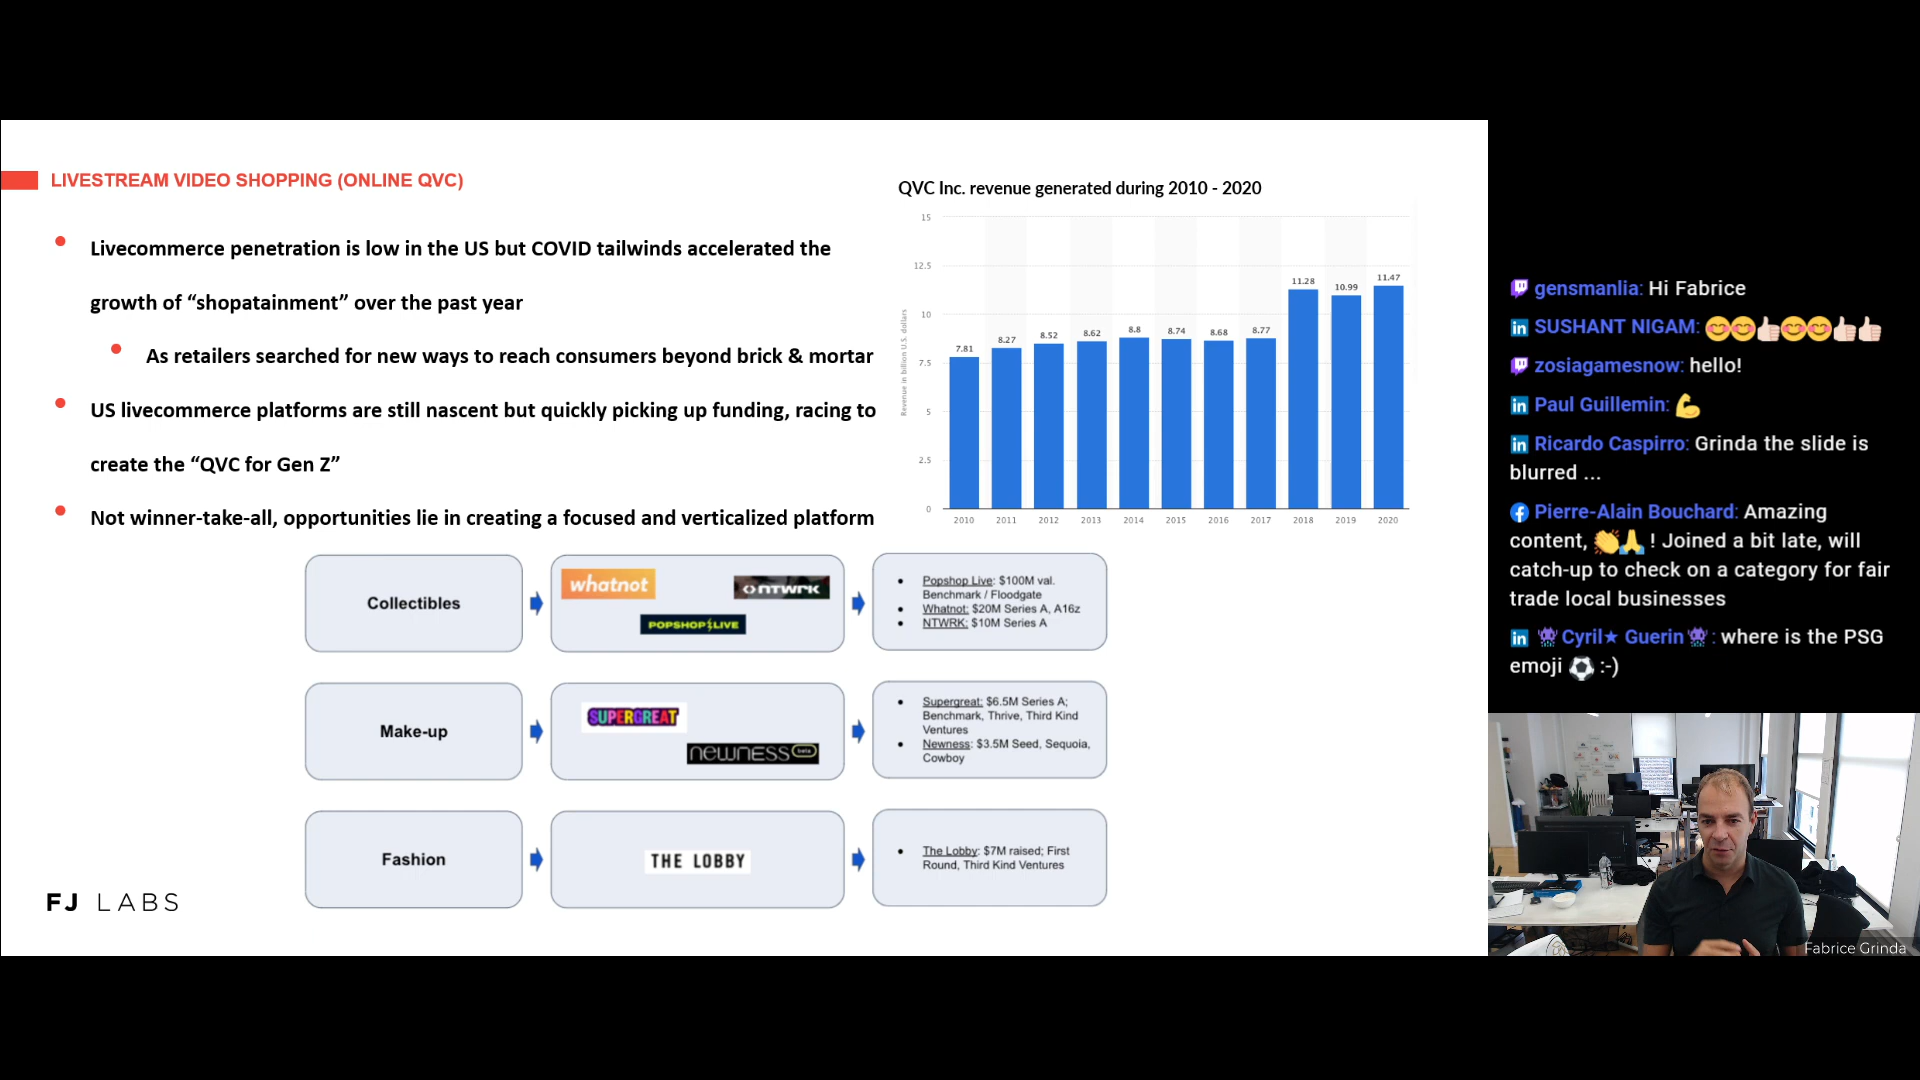 LIVESTREAM VIDEO SHOPPING (ONLINE QVC)
Livecommerce penetration is low in the US but COVID tailwinds accelerated the
growth of “shopatainment” over the past year
As retailers searched for new ways to reach consumers beyond brick & mortar
US livecommerce platforms are still nascent but quickly picking up funding, racing to
create the “QVC for Gen Z”
Not winner-take-all, opportunities lie in creating a focused and verticalized platform
QVC Inc. revenue generated during 2010 - 2020
Revenue in billion U.S. dollars
15
12.5
10
7.5
5
2.5
0
7.81
8.27
8.52
8.62
8.8
8.74
8.68
8.77
11.28
10.99
11.47
2010
2011
2012
2013
2014
2015
2016
2017
2018
2019
2020
Collectibles
whatnot
NTWRK
POPSHOP LIVE
Popshop Live: $100M val.
Benchmark / Floodgate
Whatnot: $20M Series A, A16z
NTWRK: $10M Series A
Make-up
SUPERGREAT
newness beta
Supergreat: $6.5M Series A;
Benchmark, Thrive, Third Kind
Ventures
Newness: $3.5M Seed, Sequoia,
Cowboy
Fashion
THE LOBBY
The Lobby: $7M raised; First
Round, Third Kind Ventures
FJ LABS
gensmanlia: Hi Fabrice
in SUSHANT NIGAM: 😊😊👍🏻😊😊👍🏻👍🏻
zosiagamesnow: hello!
in Paul Guillemin: 💪
in Ricardo Caspirro: Grinda the slide is
blurred ...
Pierre-Alain Bouchard: Amazing
content, 👏🙏 ! Joined a bit late, will
catch-up to check on a category for fair
trade local businesses
in 👾Cyril★ Guerin👾: where is the PSG
emoji ⚽ :-)
Fabrice Grinda